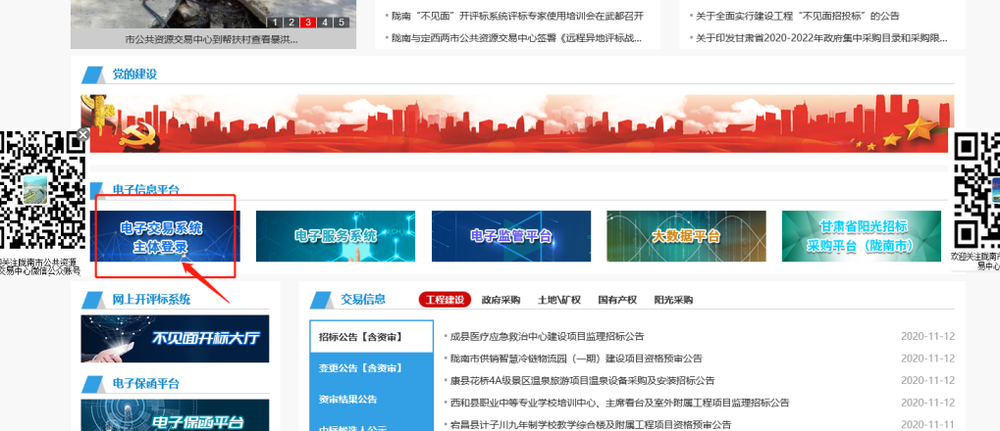 1 2 3 4 5
市公共资源交易中心到帮扶村查看暴洪...
陇南“不见面”开评标系统评标专家使用培训会在武都召开
陇南与定西两市公共资源交易中心签署《远程异地评标战...
关于全面实行建设工程“不见面招投标”的公告
关于印发甘肃省2020-2022年政府集中采购目录和采购限...
党的建设
电子信息平台
电子交易系统
主体登录
电子服务系统
电子监管平台
大数据平台
甘肃省阳光招标
采购平台（陇南市）
迎关注陇南市公共资源
交易中心微信公众账号
欢迎关注陇南市
易中心
网上开评标系统
不见面开标大厅
电子保函平台
电子保函平台
交易信息 工程建设 政府采购 土地\矿权 国有产权 阳光采购
招标公告【含资审】
变更公告【含资审】
资审结果公告
中标候选人公示
成县医疗应急救治中心建设项目监理招标公告 2020-11-12
陇南市供销智慧冷链物流园（一期）建设项目资格预审公告 2020-11-12
康县花桥4A级景区温泉旅游项目温泉设备采购及安装招标公告 2020-11-12
西和县职业中等专业学校培训中心、主席看台及室外附属工程项目监理招标公告 2020-11-12
宕昌县计子川九年制学校教学综合楼及附属工程项目资格预审公告 2020-11-11